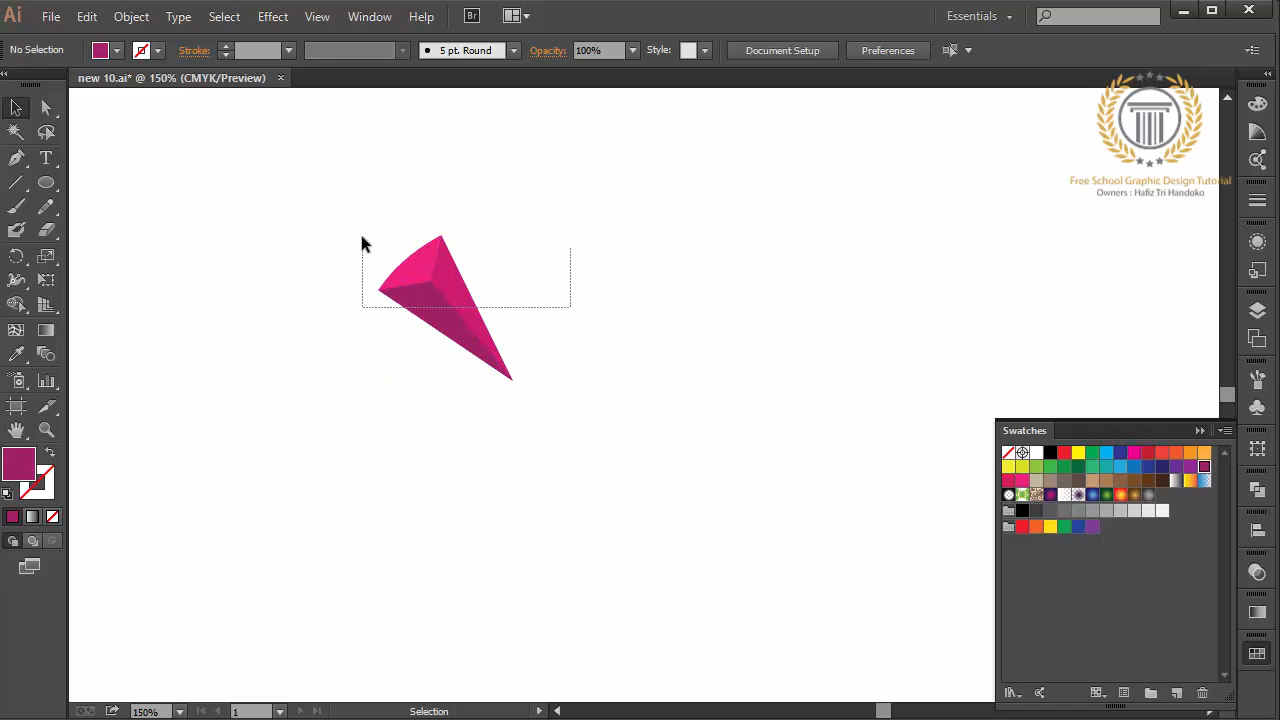 Ai File Edit Object Type Select Effect View Window Help Br Essentials
No Selection Stroke: 5 pt. Round Opacity: 100% Style: Document Setup Preferences
new 10.ai* @ 150% (CMYK/Preview)
Free School Graphic Design Tutorial
Owners : Hafiz Tri Handoko
Swatches
150% 1 Selection